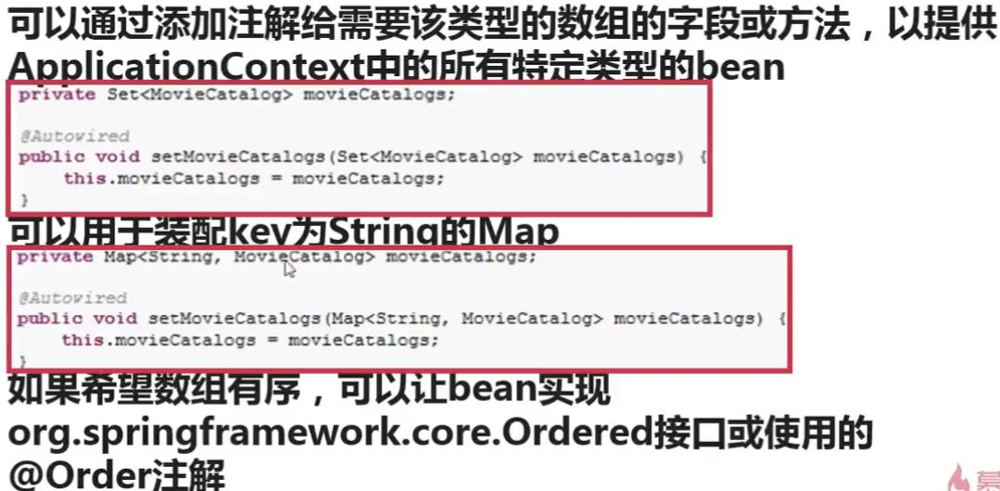 可以通过添加注解给需要该类型的数组的字段或方法，以提供
ApplicationContext中的所有特定类型的bean
private Set<MovieCatalog> movieCatalogs;
@Autowired
public void setMovieCatalogs(Set<MovieCatalog> movieCatalogs) {
this.movieCatalogs = movieCatalogs;
}
可以用于装配key为String的Map
private Map<String, MovieCatalog> movieCatalogs;
@Autowired
public void setMovieCatalogs(Map<String, MovieCatalog> movieCatalogs) {
this.movieCatalogs = movieCatalogs;
}
如果希望数组有序，可以让bean实现
org.springframework.core.Ordered接口或使用的
@Order注解